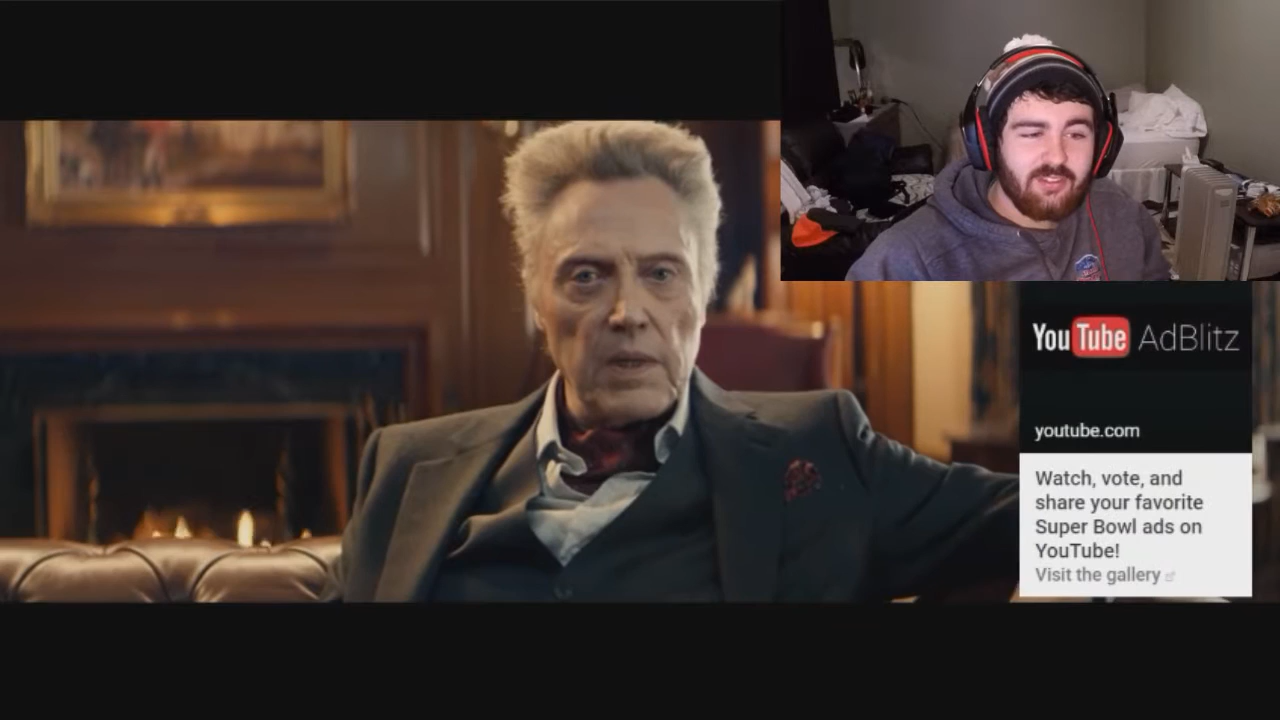 YouTube AdBlitz
youtube.com
Watch, vote, and
share your favorite
Super Bowl ads on
YouTube!
Visit the gallery